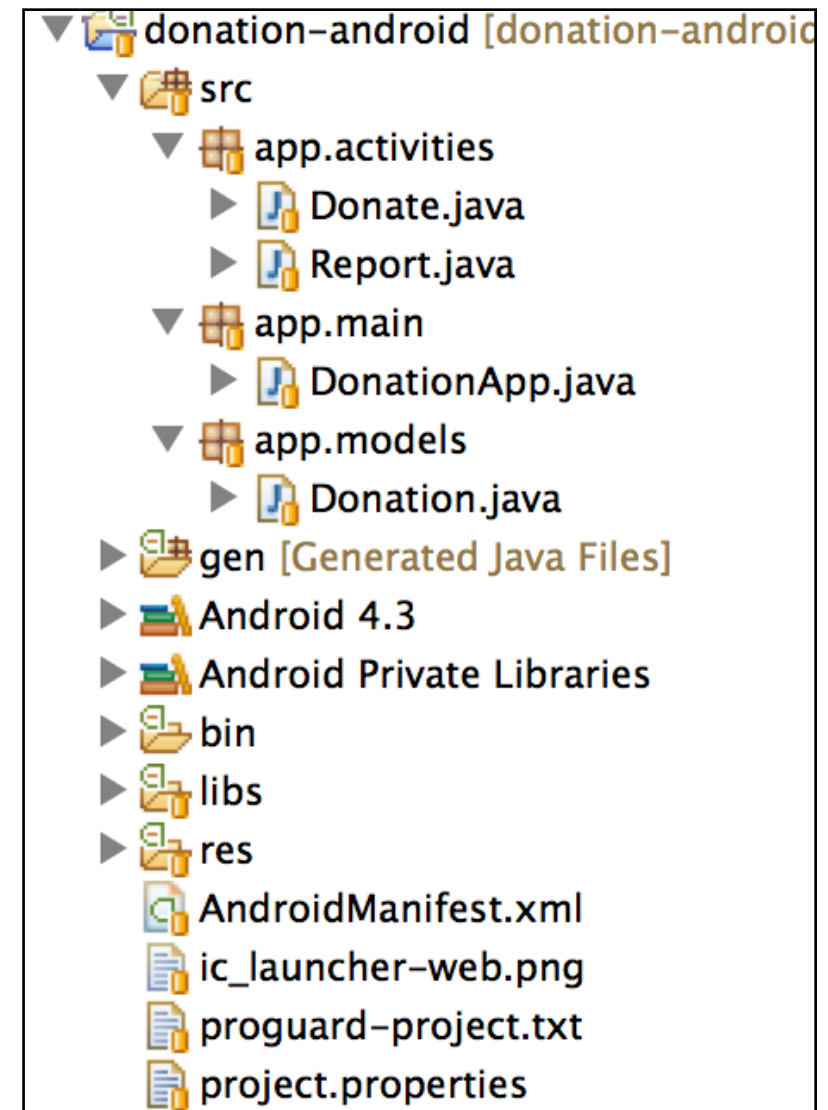 donation-android [donation-android
src
app.activities
Donate.java
Report.java
app.main
DonationApp.java
app.models
Donation.java
gen [Generated Java Files]
Android 4.3
Android Private Libraries
bin
libs
res
AndroidManifest.xml
ic_launcher-web.png
proguard-project.txt
project.properties